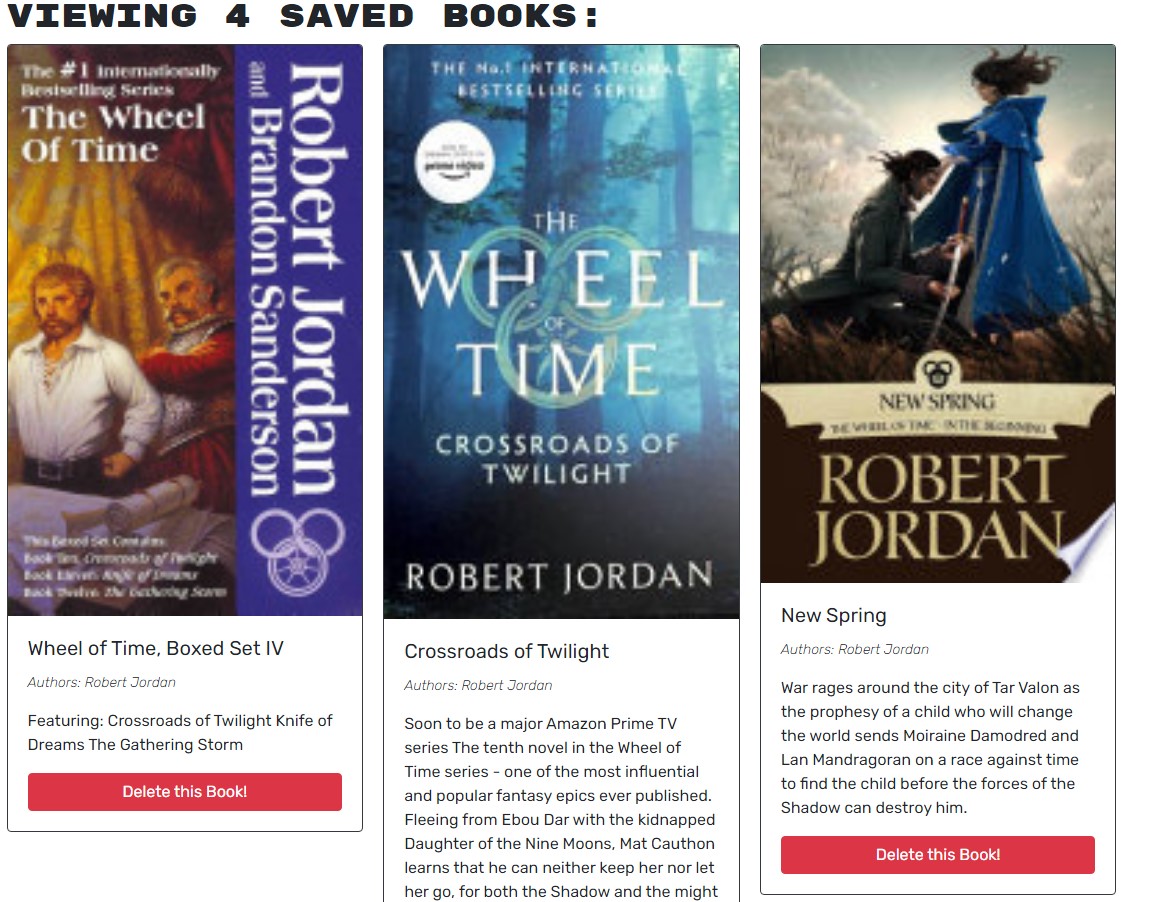 VIEWING 4 SAVED BOOKS:
The #1 Internationally
Bestselling Series
The Wheel
Of Time
Robert Jordan
and Brandon Sanderson
This Boxed Set Contains:
Book Ten, Crossroads of Twilight
Book Eleven: Knife of Dreams
Book Twelve: The Gathering Storm
Wheel of Time, Boxed Set IV
Authors: Robert Jordan
Featuring: Crossroads of Twilight Knife of
Dreams The Gathering Storm
Delete this Book!
THE No.1 INTERNATIONAL
BESTSELLING SERIES
prime video
THE
WHEEL
OF
TIME
CROSSROADS OF
TWILIGHT
ROBERT JORDAN
Crossroads of Twilight
Authors: Robert Jordan
Soon to be a major Amazon Prime TV
series The tenth novel in the Wheel of
Time series - one of the most influential
and popular fantasy epics ever published.
Fleeing from Ebou Dar with the kidnapped
Daughter of the Nine Moons, Mat Cauthon
learns that he can neither keep her nor let
her go, for both the Shadow and the might
NEW SPRING
THE WHEEL OF TIME · IN THE BEGINNING
ROBERT
JORDAN
New Spring
Authors: Robert Jordan
War rages around the city of Tar Valon as
the prophesy of a child who will change
the world sends Moiraine Damodred and
Lan Mandragoran on a race against time
to find the child before the forces of the
Shadow can destroy him.
Delete this Book!